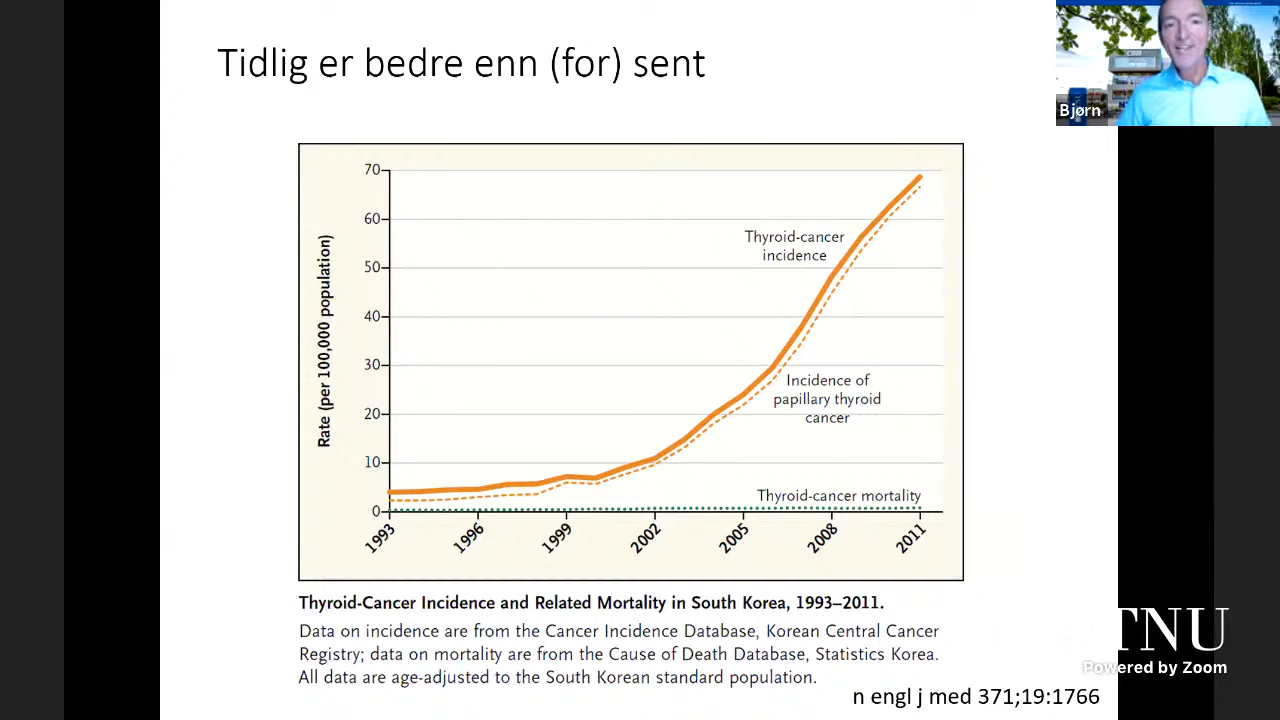 Tidlig er bedre enn (for) sent
Bjørn
70
60
50
40
30
20
10
0
Rate (per 100,000 population)
Thyroid-cancer
incidence
Incidence of
papillary thyroid
cancer
Thyroid-cancer mortality
1993
1996
1999
2002
2005
2008
2011
Thyroid-Cancer Incidence and Related Mortality in South Korea, 1993–2011.
Data on incidence are from the Cancer Incidence Database, Korean Central Cancer
Registry; data on mortality are from the Cause of Death Database, Statistics Korea.
All data are age-adjusted to the South Korean standard population.
n engl j med 371;19:1766
TNU
Powered by Zoom